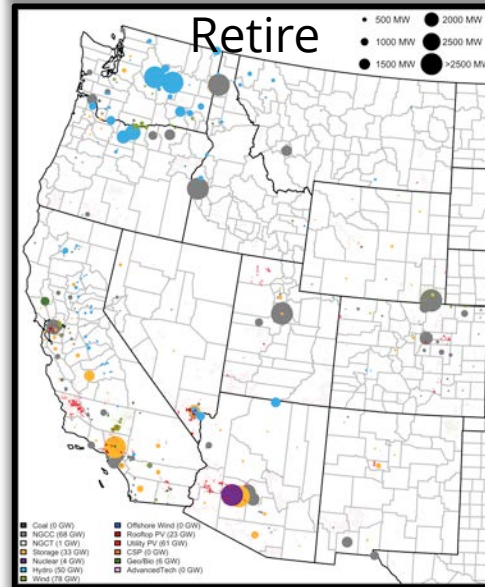 Retire
500 MW
2000 MW
1000 MW
2500 MW
1500 MW
>2500 MW
Coal (0 GW)
NGCC (68 GW)
NGCT (1 GW)
Storage (33 GW)
Nuclear (4 GW)
Hydro (50 GW)
Wind (78 GW)
Offshore Wind (0 GW)
Rooftop PV (23 GW)
Utility PV (61 GW)
CSP (0 GW)
Geo/Bio (6 GW)
AdvancedTech (0 GW)